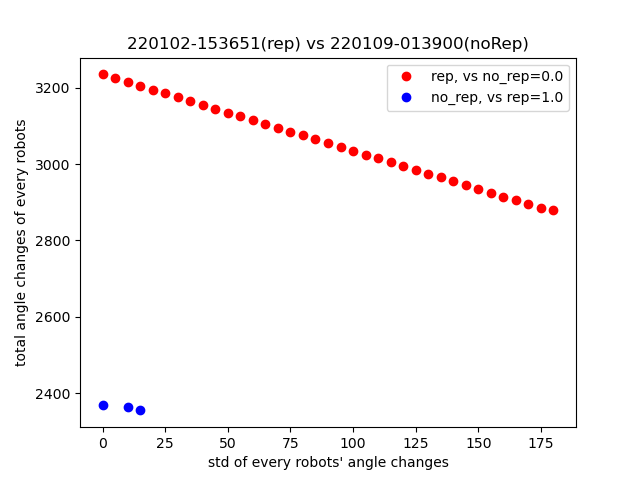 220102-153651(rep) vs 220109-013900(noRep)
rep, vs no_rep=0.0
no_rep, vs rep=1.0
total angle changes of every robots
3200
3000
2800
2600
2400
0 25 50 75 100 125 150 175
std of every robots' angle changes